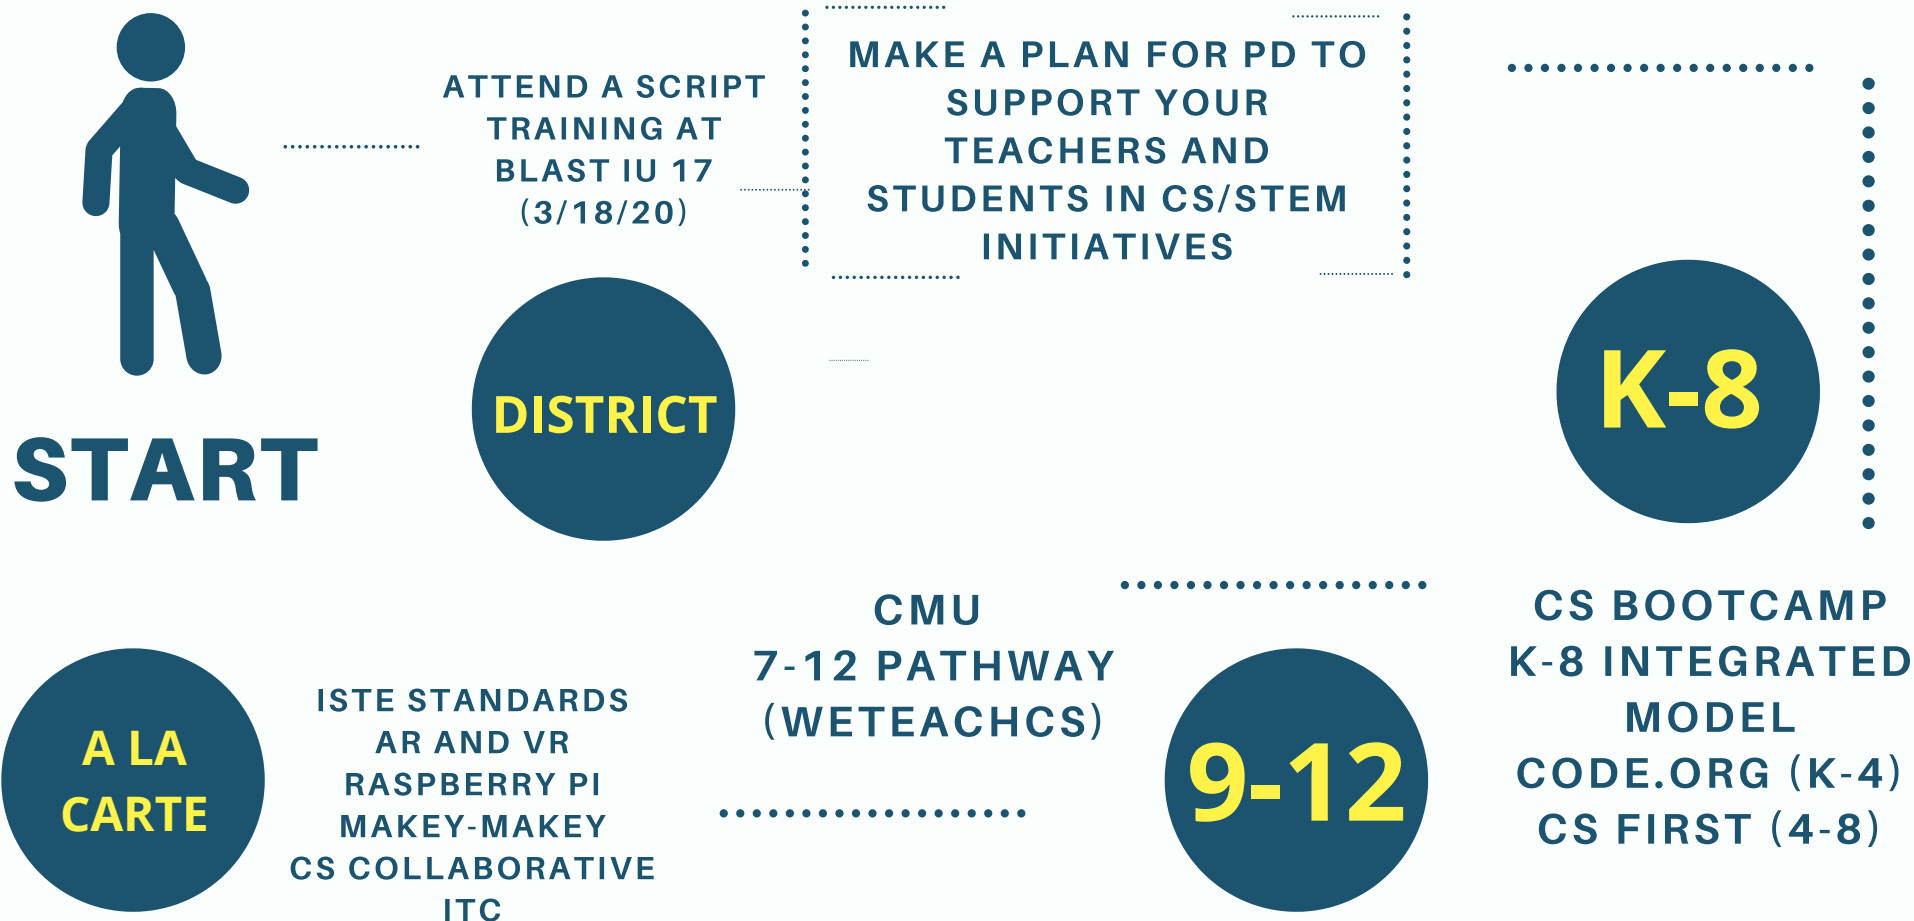 START
ATTEND A SCRIPT
TRAINING AT
BLAST IU 17
(3/18/20)
DISTRICT
MAKE A PLAN FOR PD TO
SUPPORT YOUR
TEACHERS AND
STUDENTS IN CS/STEM
INITIATIVES
K-8
CS BOOTCAMP
K-8 INTEGRATED
MODEL
CODE.ORG (K-4)
CS FIRST (4-8)
9-12
CMU
7-12 PATHWAY
(WETEACHCS)
A LA
CARTE
ISTE STANDARDS
AR AND VR
RASPBERRY PI
MAKEY-MAKEY
CS COLLABORATIVE
ITC